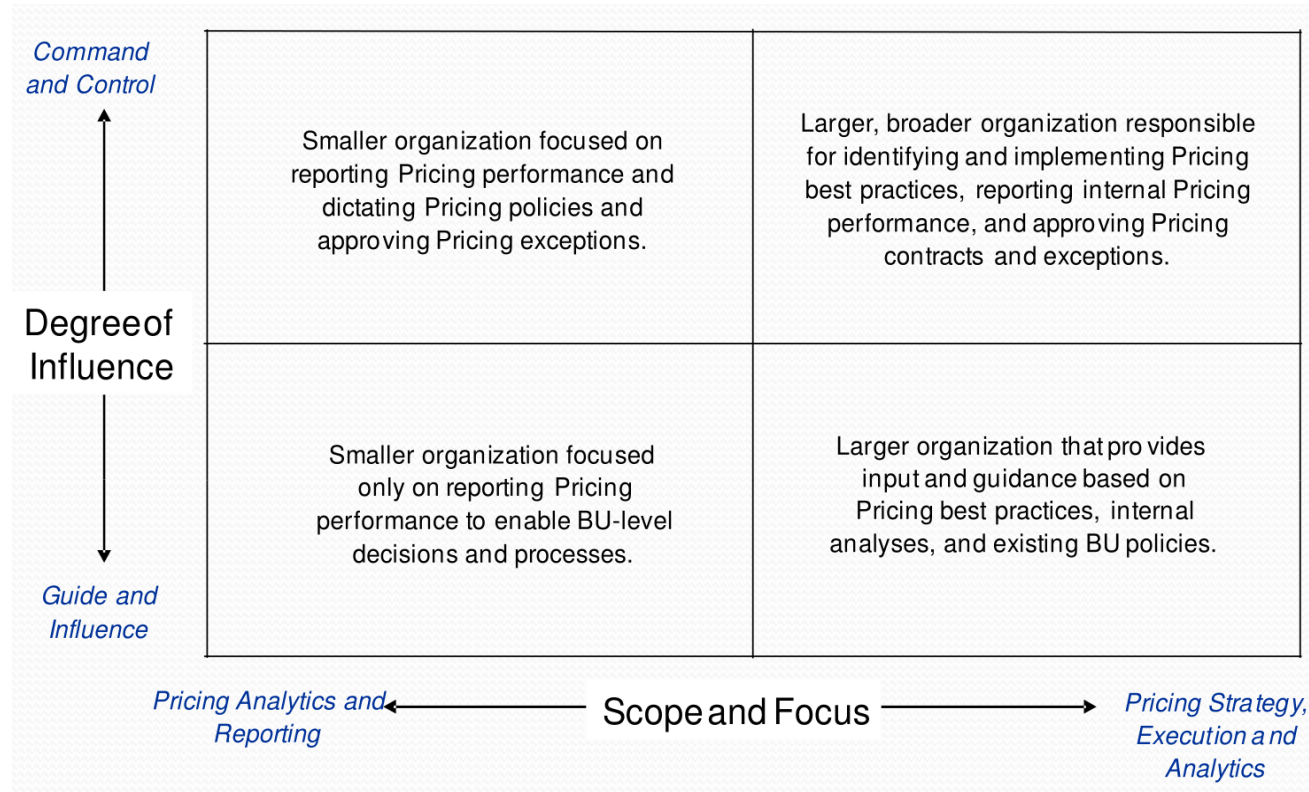 Command
and Control
Smaller organization focused on
reporting Pricing performance and
dictating Pricing policies and
approving Pricing exceptions.
Larger, broader organization responsible
for identifying and implementing Pricing
best practices, reporting internal Pricing
performance, and approving Pricing
contracts and exceptions.
Degree of
Influence
Smaller organization focused
only on reporting Pricing
performance to enable BU-level
decisions and processes.
Larger organization that provides
input and guidance based on
Pricing best practices, internal
analyses, and existing BU policies.
Guide and
Influence
Pricing Analytics and
Reporting
Scope and Focus
Pricing Strategy,
Execution and
Analytics